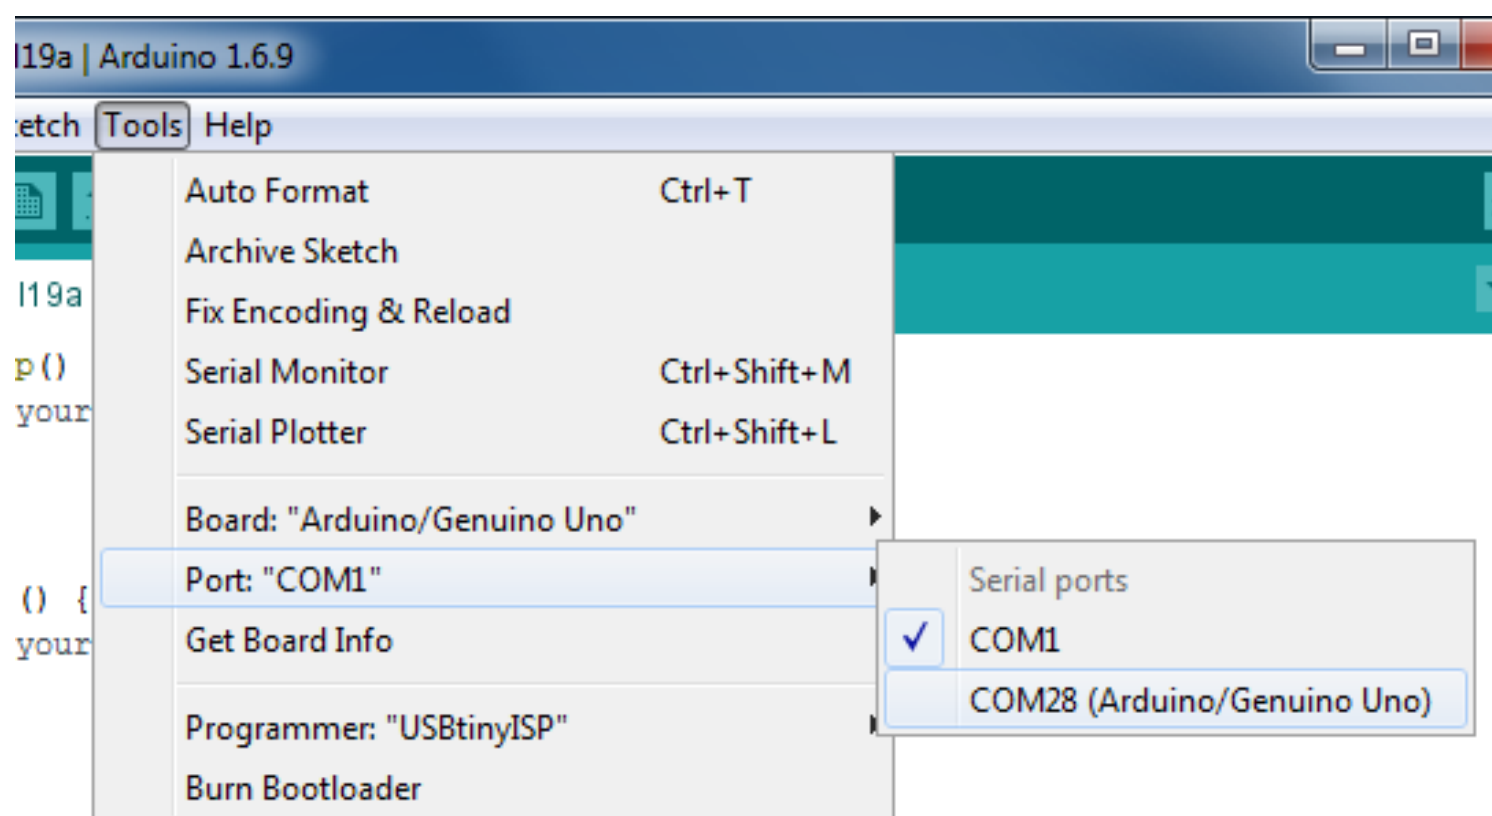 l19a | Arduino 1.6.9
etch Tools Help
Auto Format Ctrl+T
Archive Sketch
l19a
Fix Encoding & Reload
p()
Serial Monitor Ctrl+Shift+M
your
Serial Plotter Ctrl+Shift+L
Board: "Arduino/Genuino Uno"
Port: "COM1"
Serial ports
() {
Get Board Info
COM1
your
COM28 (Arduino/Genuino Uno)
Programmer: "USBtinyISP"
Burn Bootloader